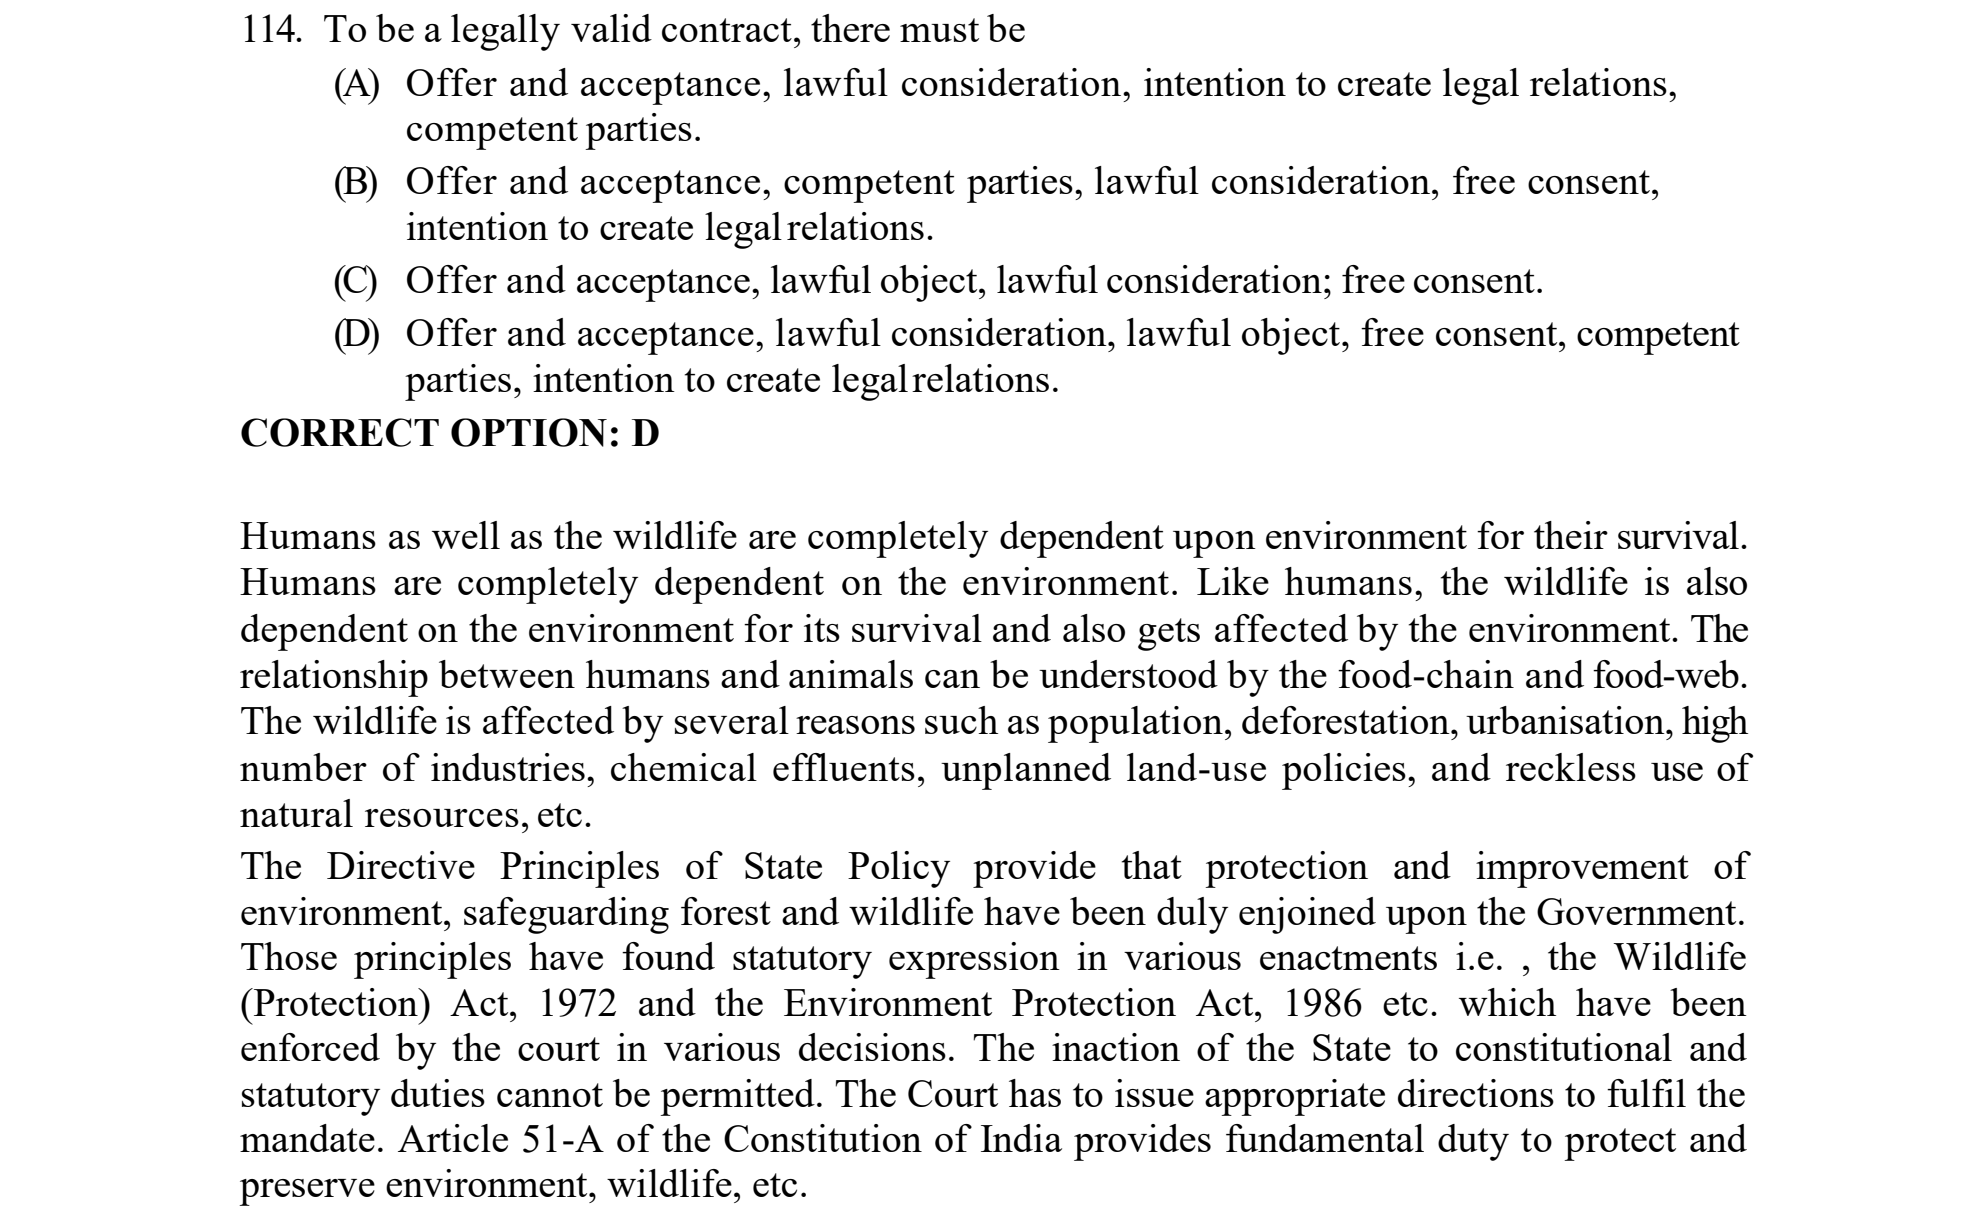 114. To be a legally valid contract, there must be
(A) Offer and acceptance, lawful consideration, intention to create legal relations,
competent parties.
(B) Offer and acceptance, competent parties, lawful consideration, free consent,
intention to create legal relations.
(C) Offer and acceptance, lawful object, lawful consideration; free consent.
(D) Offer and acceptance, lawful consideration, lawful object, free consent, competent
parties, intention to create legal relations.
CORRECT OPTION: D
Humans as well as the wildlife are completely dependent upon environment for their survival.
Humans are completely dependent on the environment. Like humans, the wildlife is also
dependent on the environment for its survival and also gets affected by the environment. The
relationship between humans and animals can be understood by the food-chain and food-web.
The wildlife is affected by several reasons such as population, deforestation, urbanisation, high
number of industries, chemical effluents, unplanned land-use policies, and reckless use of
natural resources, etc.
The Directive Principles of State Policy provide that protection and improvement of
environment, safeguarding forest and wildlife have been duly enjoined upon the Government.
Those principles have found statutory expression in various enactments i.e. , the Wildlife
(Protection) Act, 1972 and the Environment Protection Act, 1986 etc. which have been
enforced by the court in various decisions. The inaction of the State to constitutional and
statutory duties cannot be permitted. The Court has to issue appropriate directions to fulfil the
mandate. Article 51-A of the Constitution of India provides fundamental duty to protect and
preserve environment, wildlife, etc.